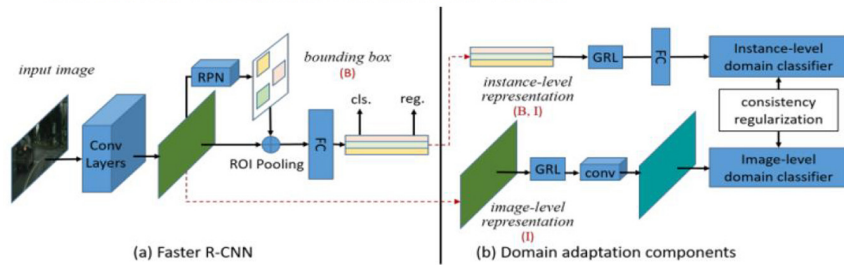 input image
Conv
Layers
RPN
bounding box
(B)
cls.
reg.
ROI Pooling
FC
(a) Faster R-CNN
instance-level
representation
(B, I)
GRL
FC
Instance-level
domain classifier
consistency
regularization
Image-level
domain classifier
GRL
conv
image-level
representation
(I)
(b) Domain adaptation components